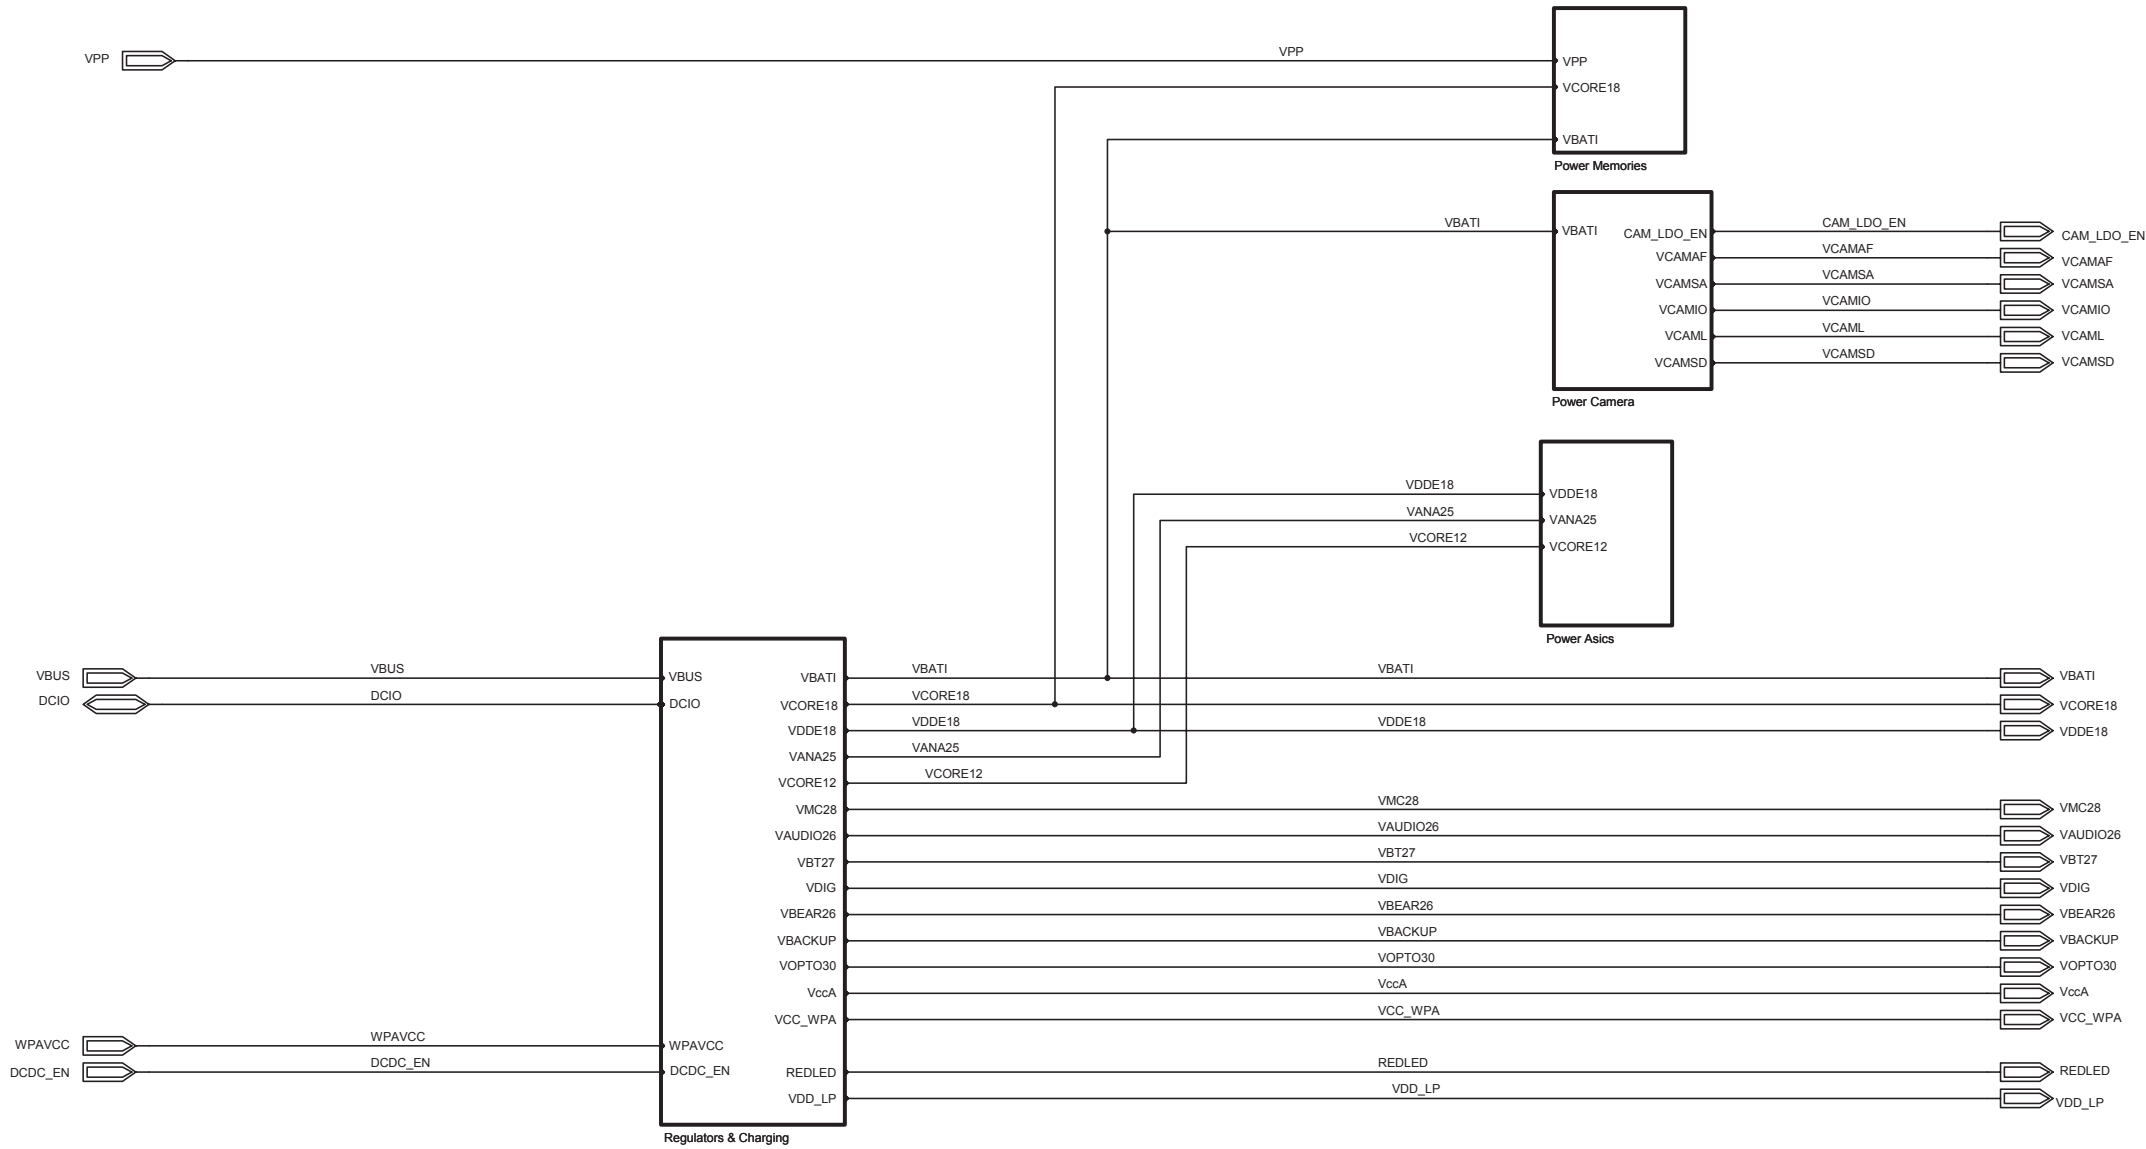 VPP VPP VPP
VCORE18
VBATI
Power Memories
VBATI VBATI CAM_LDO_EN CAM_LDO_EN CAM_LDO_EN
VCAMAF VCAMAF VCAMAF
VCAMSA VCAMSA VCAMSA
VCAMIO VCAMIO VCAMIO
VCAML VCAML VCAML
VCAMSD VCAMSD VCAMSD
Power Camera
VDDE18 VDDE18
VANA25 VANA25
VCORE12 VCORE12
Power Asics
VBUS VBUS VBUS VBATI VBATI VBATI VBATI
DCIO DCIO DCIO VCORE18 VCORE18 VCORE18
VDDE18 VDDE18 VDDE18 VDDE18
VANA25 VANA25
VCORE12 VCORE12
VMC28 VMC28 VMC28
VAUDIO26 VAUDIO26 VAUDIO26
VBT27 VBT27 VBT27
VDIG VDIG VDIG
VBEAR26 VBEAR26 VBEAR26
VBACKUP VBACKUP VBACKUP
VOPTO30 VOPTO30 VOPTO30
VccA VccA VccA
VCC_WPA VCC_WPA VCC_WPA
WPAVCC WPAVCC WPAVCC
DCDC_EN DCDC_EN DCDC_EN REDLED REDLED REDLED
VDD_LP VDD_LP VDD_LP
Regulators & Charging